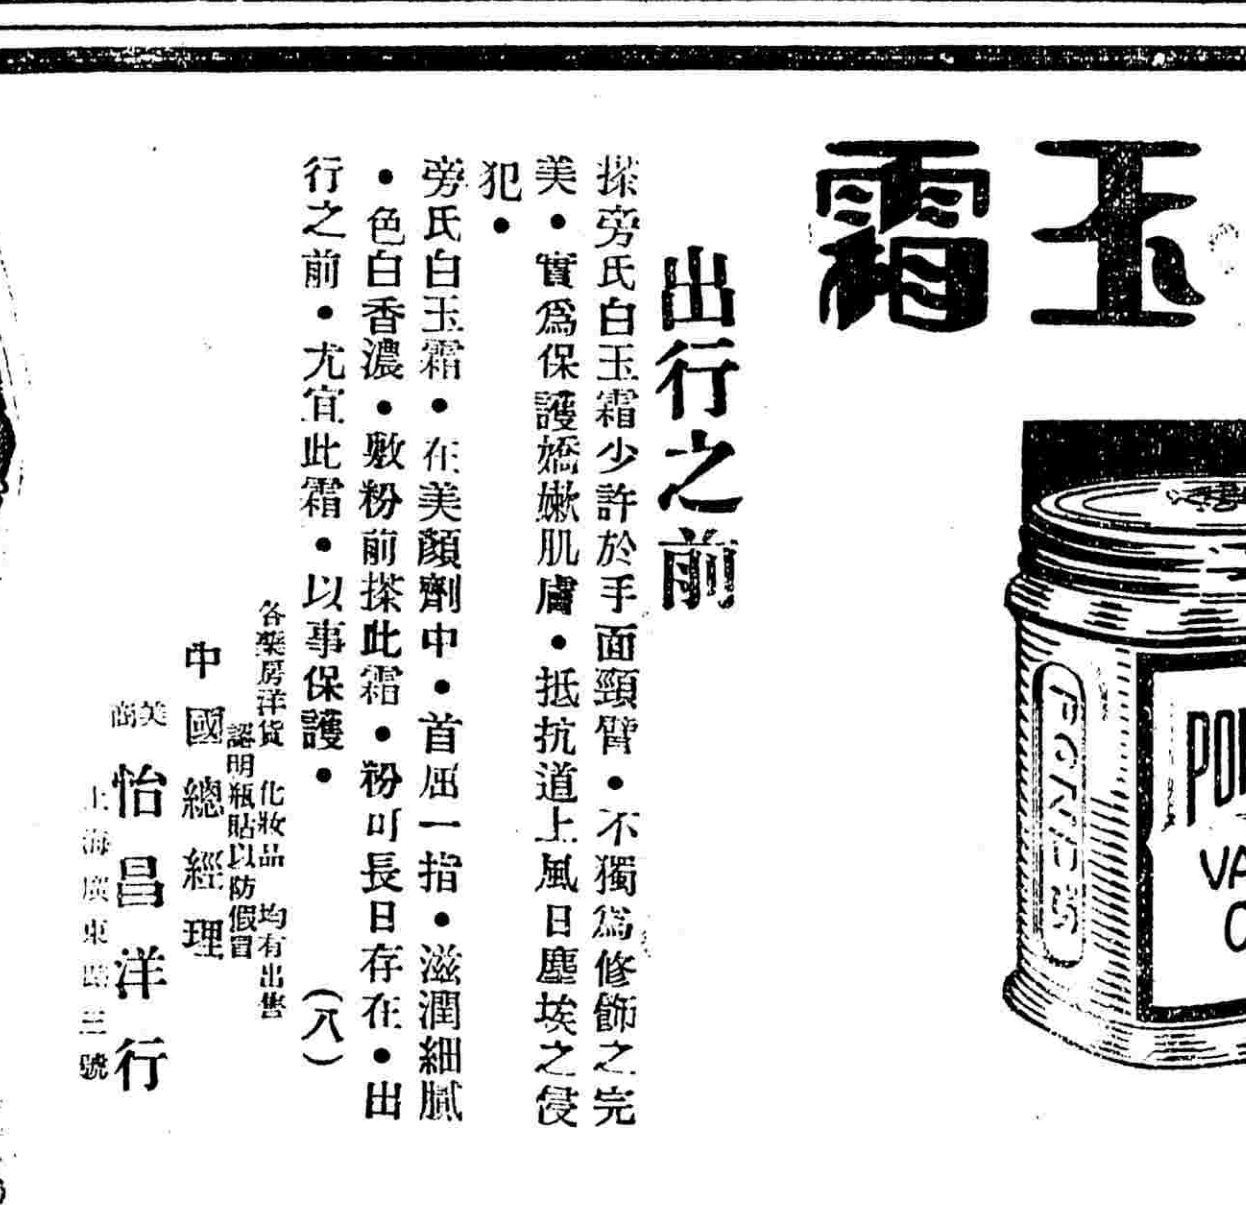 玉霜
PONDS
PON
VA
C
出行之前
搽旁氏白玉霜少許於手面頸臂●不獨爲修飾之完
美●實爲保護嬌嫩肌膚●抵抗道上風日塵埃之侵
犯●
旁氏白玉霜●在美顏劑中●首屈一指●滋潤細膩
●色白香濃●敷粉前搽此霜●粉可長日存在●出
行之前●尤宜此霜●以事保護● (八)
各藥房洋貨 化妝品 均有出售
認明瓶貼以防假冒
中國總經理
美商 怡昌洋行
上海廣東路三號